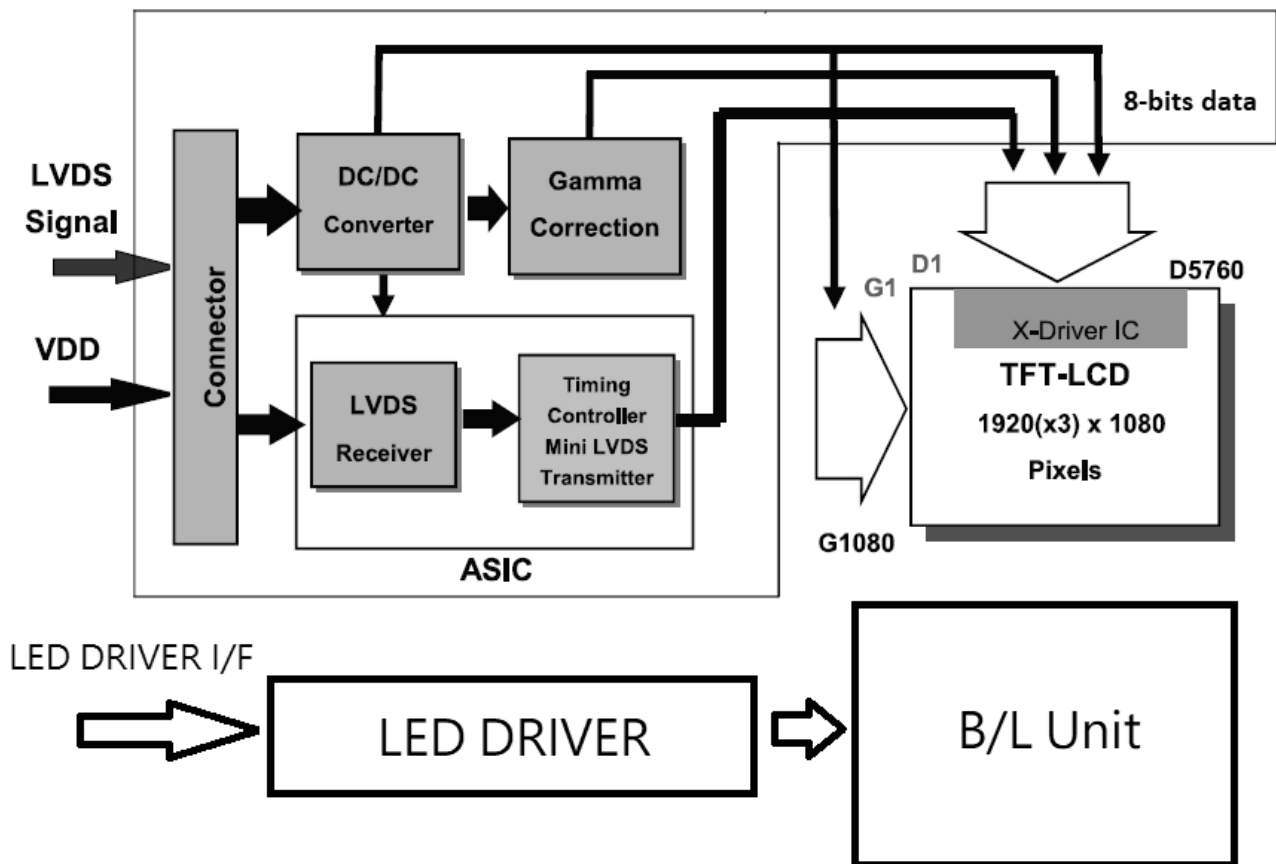 8-bits data
LVDS
Signal
VDD
Connector
DC/DC
Converter
Gamma
Correction
LVDS
Receiver
Timing
Controller
Mini LVDS
Transmitter
ASIC
D1
G1
D5760
X-Driver IC
TFT-LCD
1920(x3) x 1080
Pixels
G1080
LED DRIVER I/F
LED DRIVER
B/L Unit